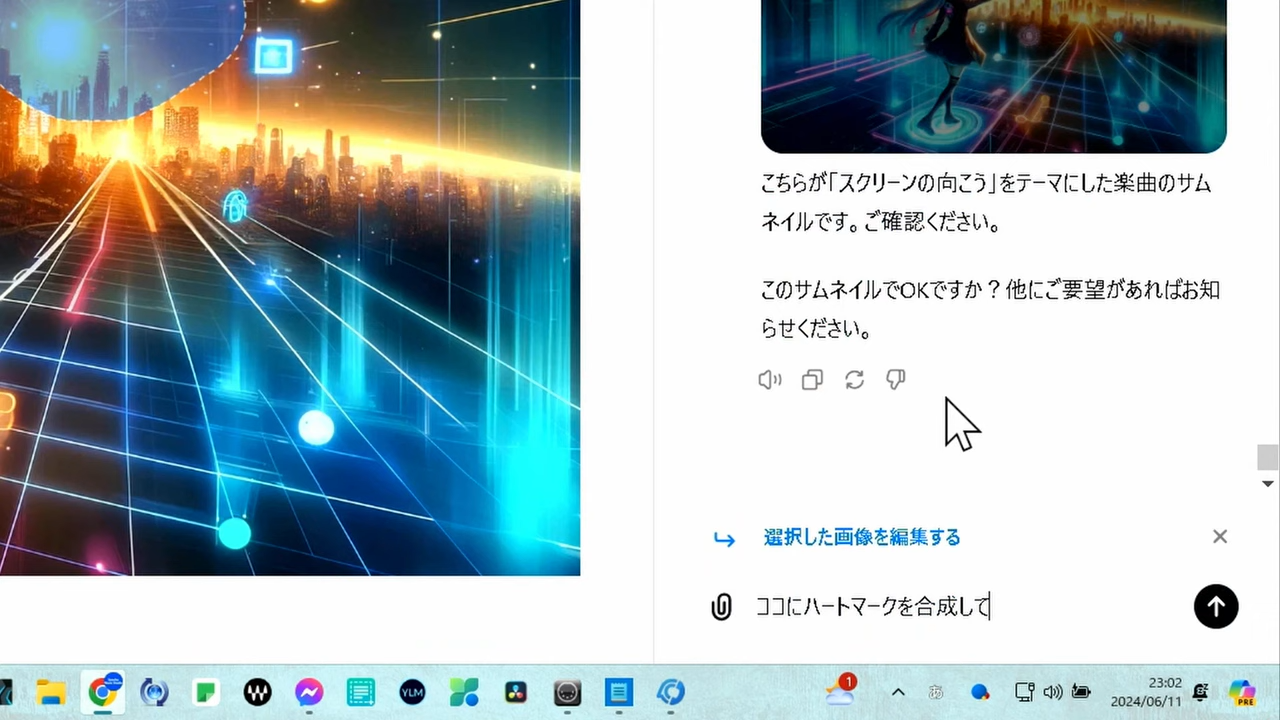 こちらが「スクリーンの向こう」をテーマにした楽曲のサム
ネイルです。ご確認ください。
このサムネイルでOKですか？他にご要望があればお知
らせください。
選択した画像を編集する
ココにハートマークを合成して
YLM
1
あ
23:02
2024/06/11
PRE